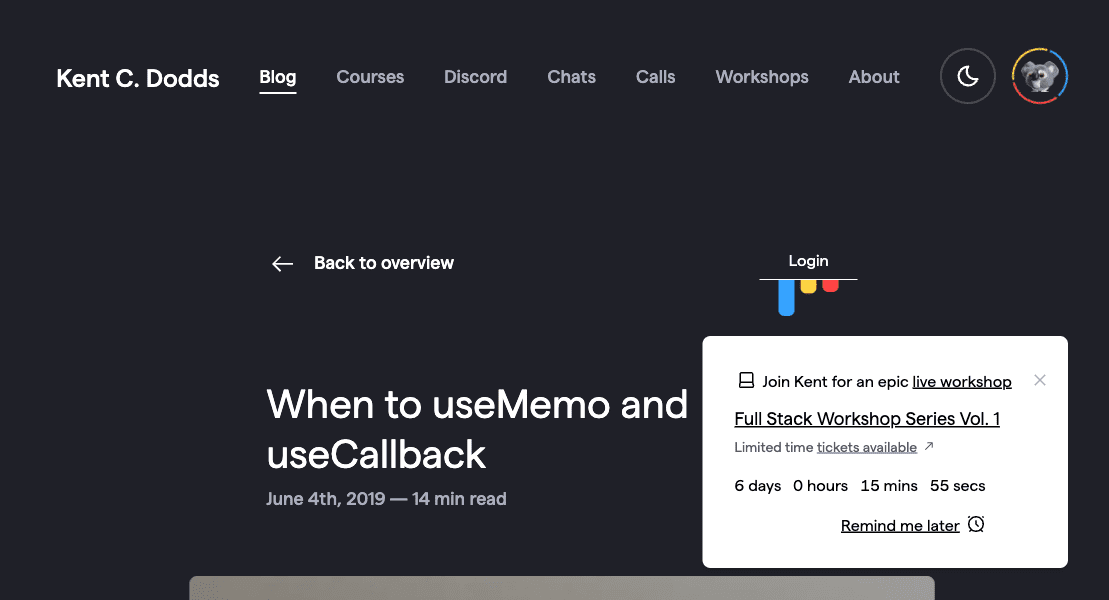 Kent C. Dodds Blog Courses Discord Chats Calls Workshops About
Back to overview
Login
When to useMemo and
useCallback
June 4th, 2019 — 14 min read
Join Kent for an epic live workshop
Full Stack Workshop Series Vol. 1
Limited time tickets available
6 days 0 hours 15 mins 55 secs
Remind me later